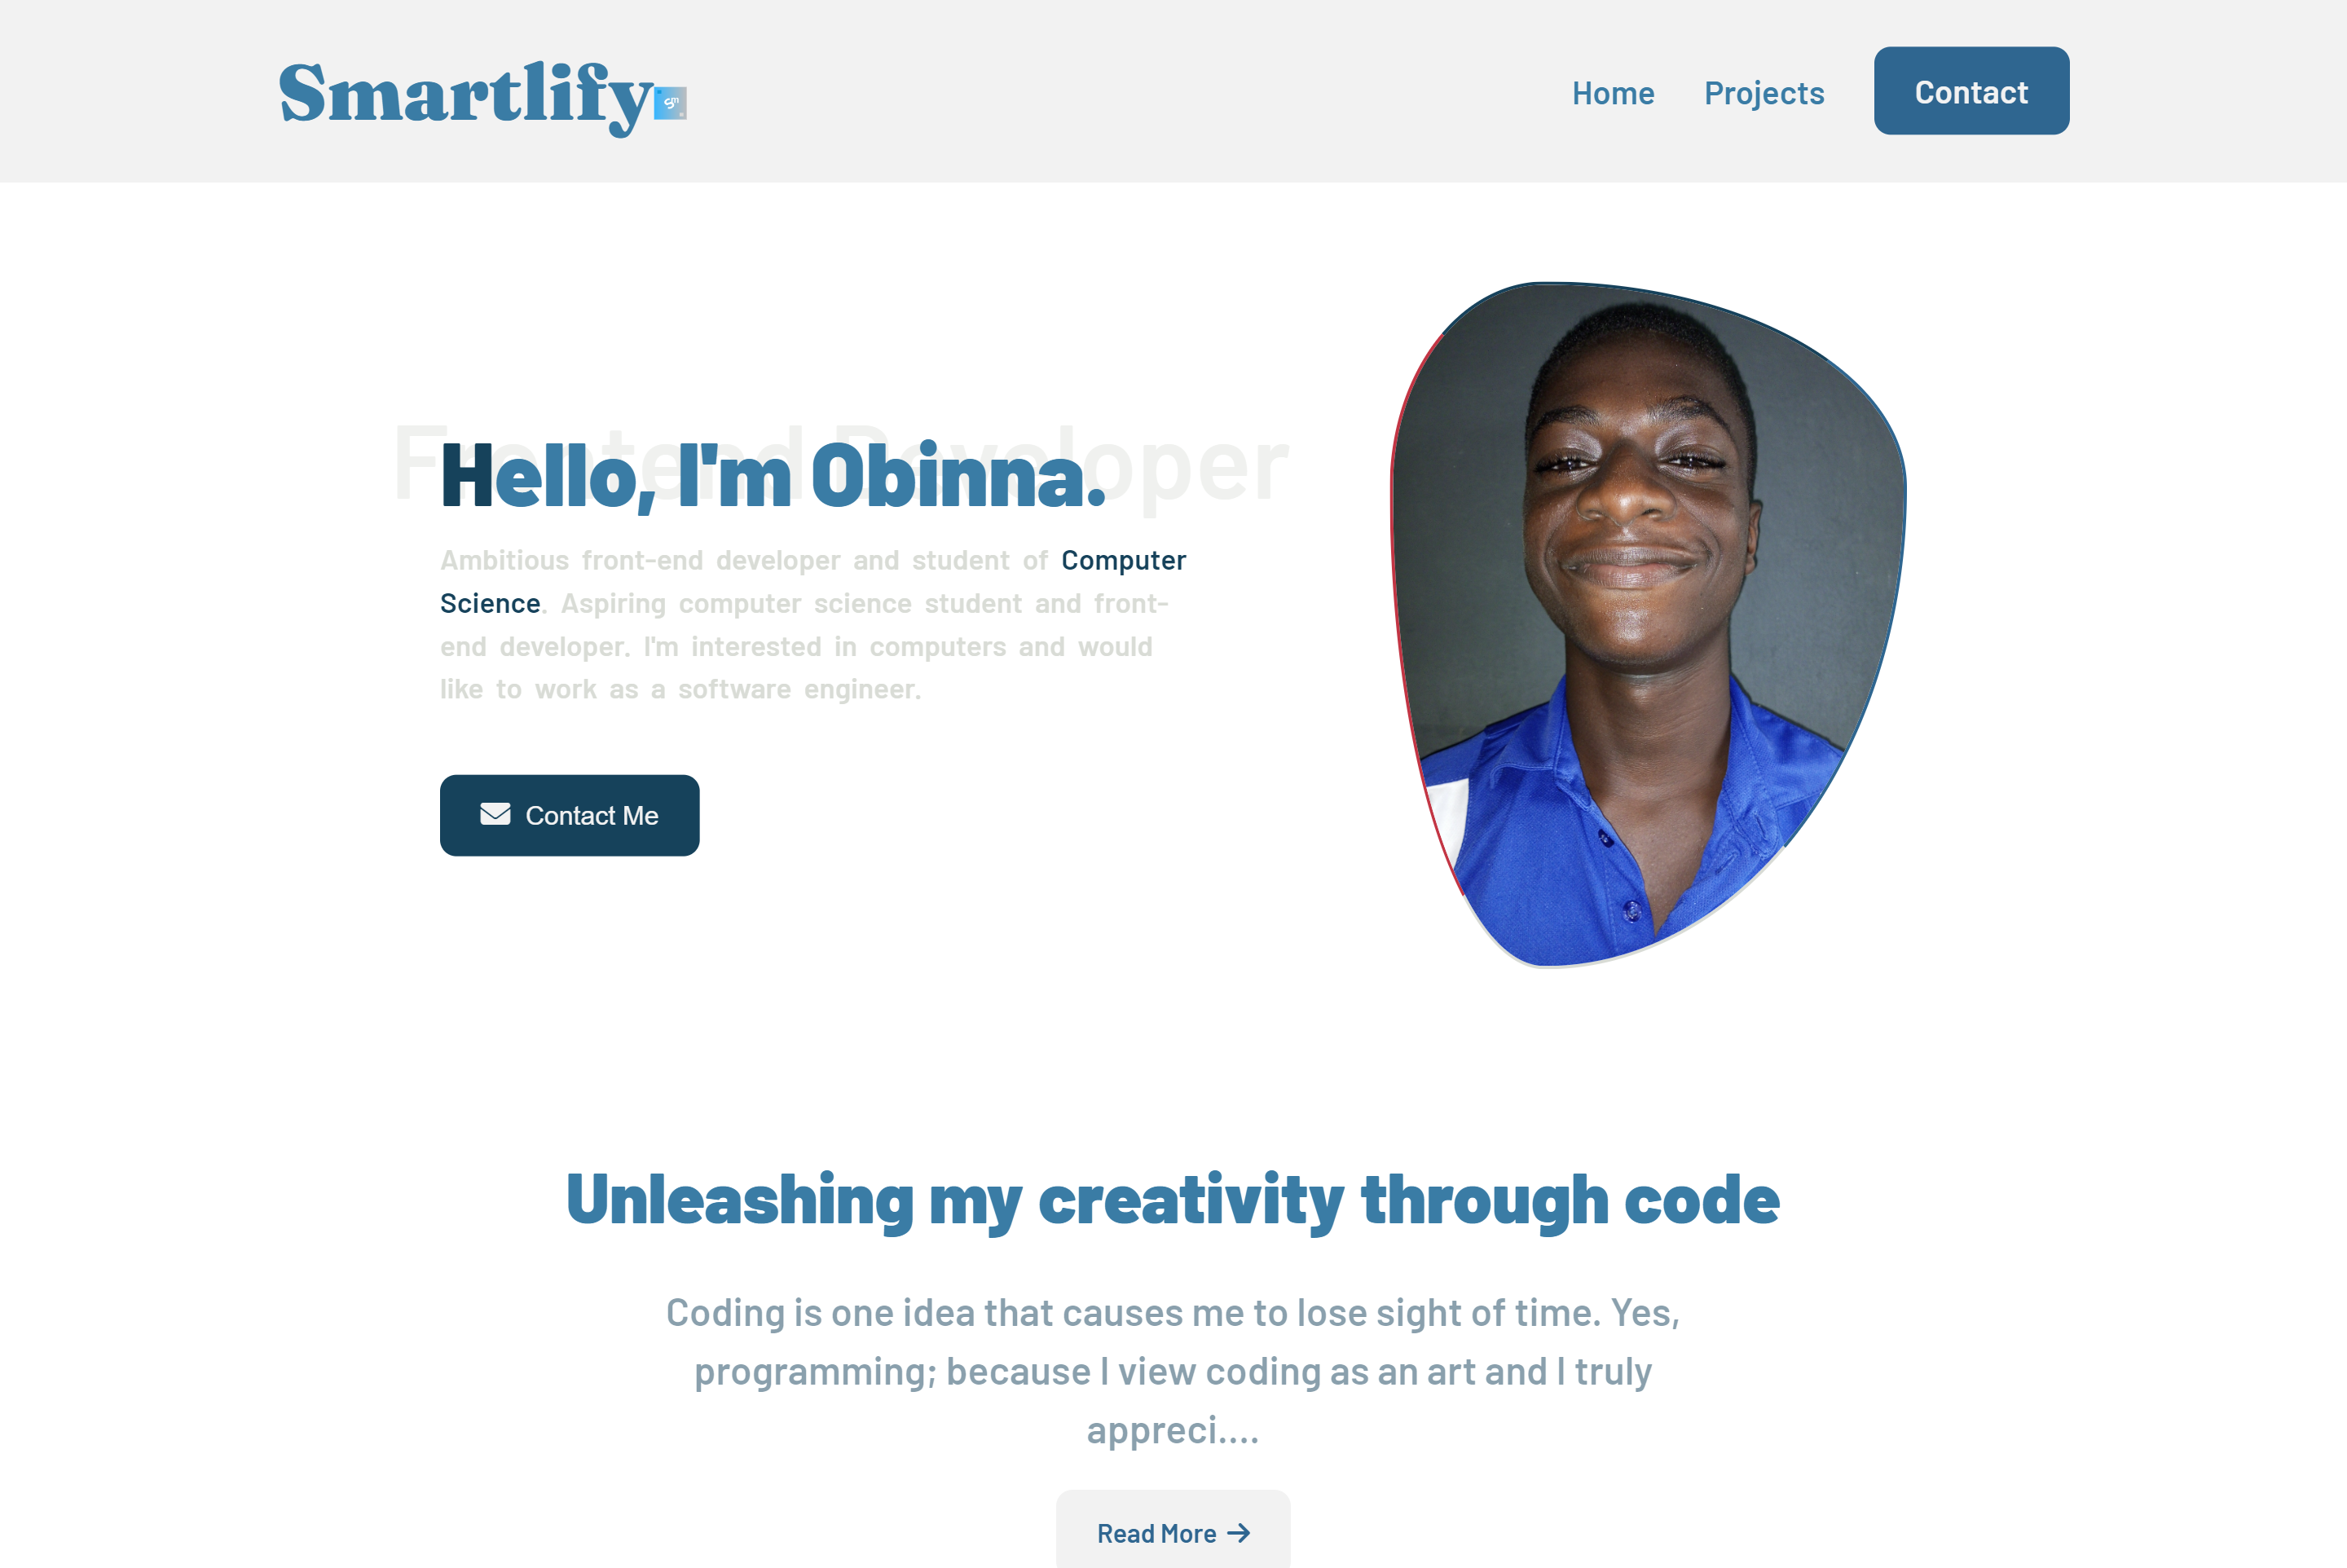 Smartlify
Sm
Home
Projects
Contact
Frontend Developer
Hello, I'm Obinna.
Ambitious front-end developer and student of Computer
Science. Aspiring computer science student and front-
end developer. I'm interested in computers and would
like to work as a software engineer.
Contact Me
Unleashing my creativity through code
Coding is one idea that causes me to lose sight of time. Yes,
programming; because I view coding as an art and I truly
appreci....
Read More